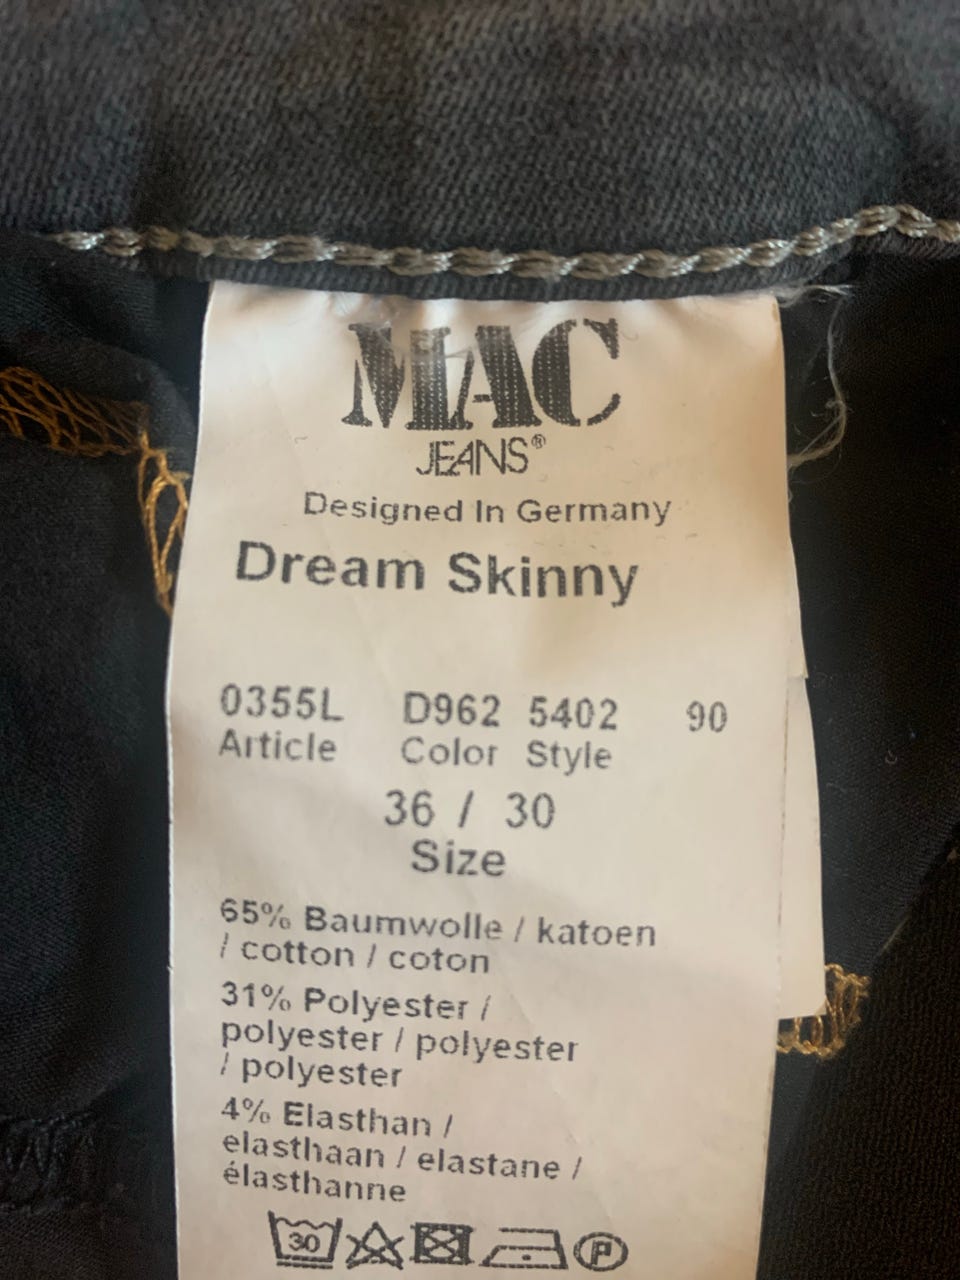 MAC
JEANS®
Designed In Germany
Dream Skinny
0355L D962 5402 90
Article Color Style
36 / 30
Size
65% Baumwolle / katoen
/ cotton / coton
31% Polyester /
polyester / polyester
/ polyester
4% Elasthan /
elasthaan / elastane /
élasthanne
30 P